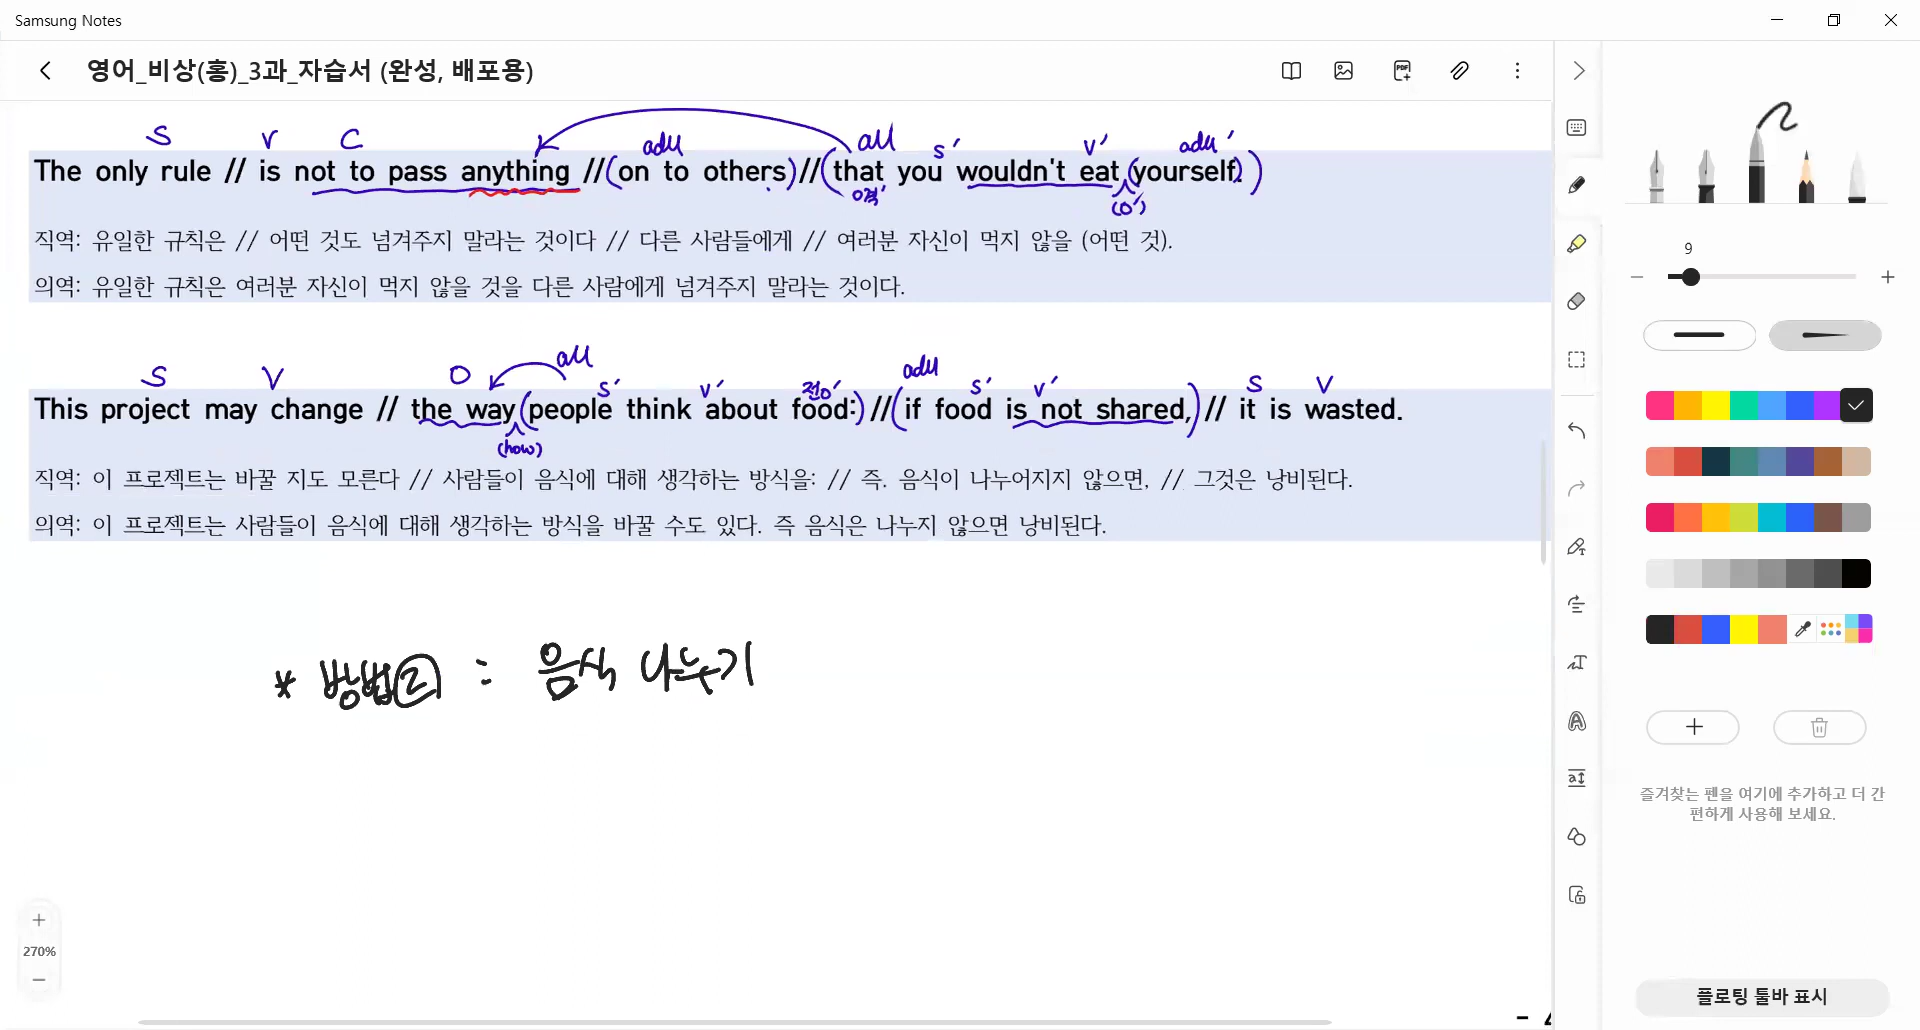 Samsung Notes
영어_비상(홍)_3과_자습서 (완성, 배포용)
S V C adv all s′ v′ adv′
The only rule // is not to pass anything //(on to others)//(that you wouldn't eat (yourself.))
0격′ (0′)
직역: 유일한 규칙은 // 어떤 것도 넘겨주지 말라는 것이다 // 다른 사람들에게 // 여러분 자신이 먹지 않을 (어떤 것).
의역: 유일한 규칙은 여러분 자신이 먹지 않을 것을 다른 사람에게 넘겨주지 말라는 것이다.
S V O all s′ v′ 전0′ adv s′ v′ S V
This project may change // the way (people think about food:) //(if food is not shared,)// it is wasted.
(how)
직역: 이 프로젝트는 바꿀 지도 모른다 // 사람들이 음식에 대해 생각하는 방식을: // 즉. 음식이 나누어지지 않으면, // 그것은 낭비된다.
의역: 이 프로젝트는 사람들이 음식에 대해 생각하는 방식을 바꿀 수도 있다. 즉 음식은 나누지 않으면 낭비된다.
* 방법② : 음식 나누기
270%
9
즐겨찾는 펜을 여기에 추가하고 더 간
편하게 사용해 보세요.
플로팅 툴바 표시